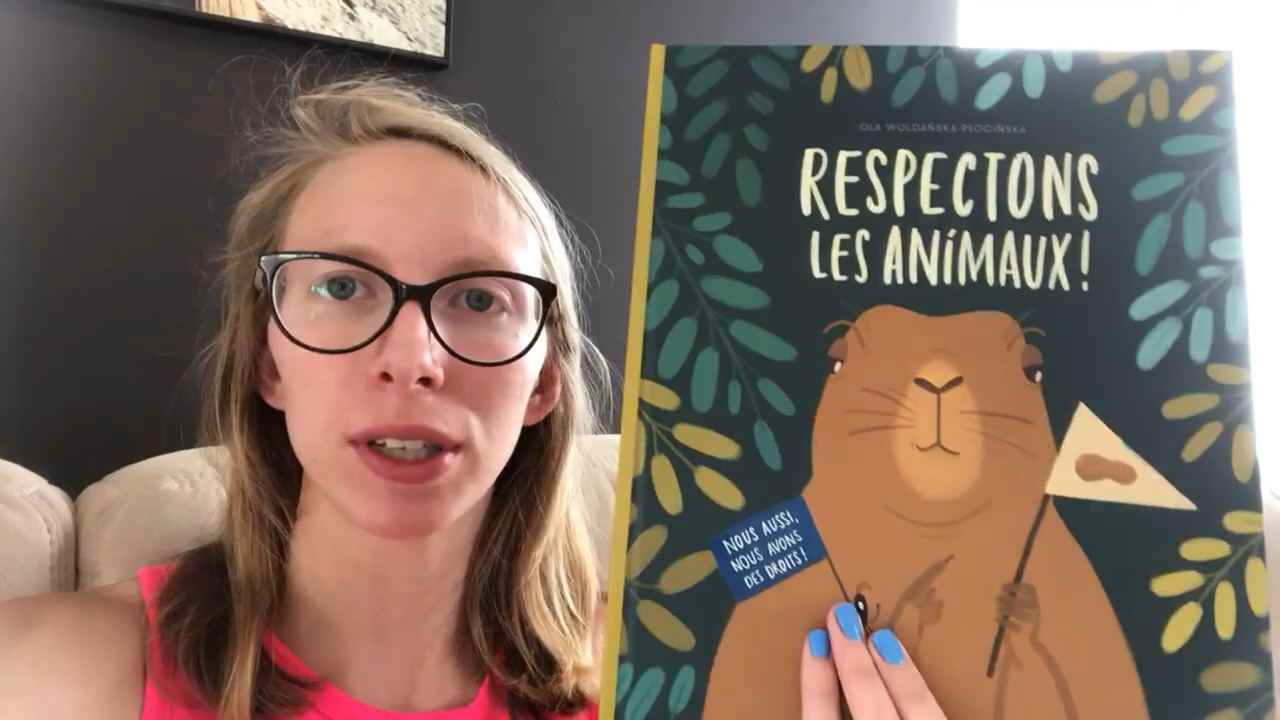 OLA WOLDAŃSKA-PŁOCIŃSKA
RESPECTONS
LES ANIMAUX!
NOUS AUSSI,
NOUS AVONS
DES DROITS!